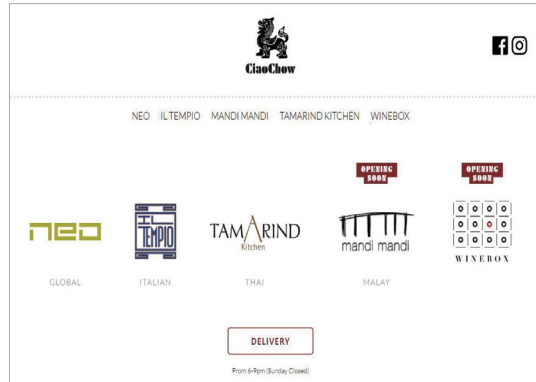 CiaoChow
NEO IL TEMPIO MANDI MANDI TAMARIND KITCHEN WINEBOX
OPENING SOON
OPENING SOON
neo
IL TEMPIO
TAMARIND Kitchen
mandi mandi
WINEBOX
GLOBAL ITALIAN THAI MALAY
DELIVERY
From 6-9pm (Sunday Closed)